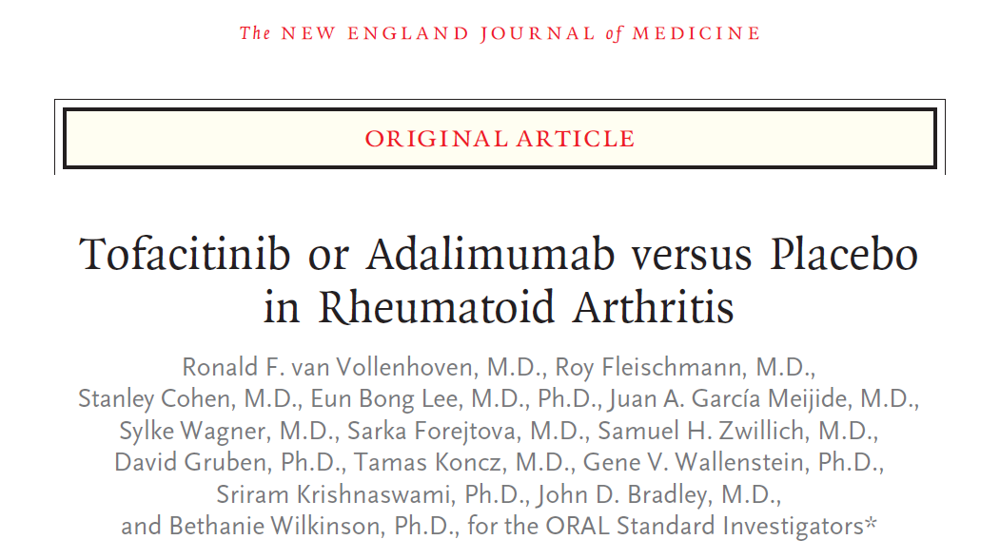 The NEW ENGLAND JOURNAL of MEDICINE
ORIGINAL ARTICLE
Tofacitinib or Adalimumab versus Placebo
in Rheumatoid Arthritis
Ronald F. van Vollenhoven, M.D., Roy Fleischmann, M.D.,
Stanley Cohen, M.D., Eun Bong Lee, M.D., Ph.D., Juan A. García Meijide, M.D.,
Sylke Wagner, M.D., Sarka Forejtova, M.D., Samuel H. Zwillich, M.D.,
David Gruben, Ph.D., Tamas Koncz, M.D., Gene V. Wallenstein, Ph.D.,
Sriram Krishnaswami, Ph.D., John D. Bradley, M.D.,
and Bethanie Wilkinson, Ph.D., for the ORAL Standard Investigators*